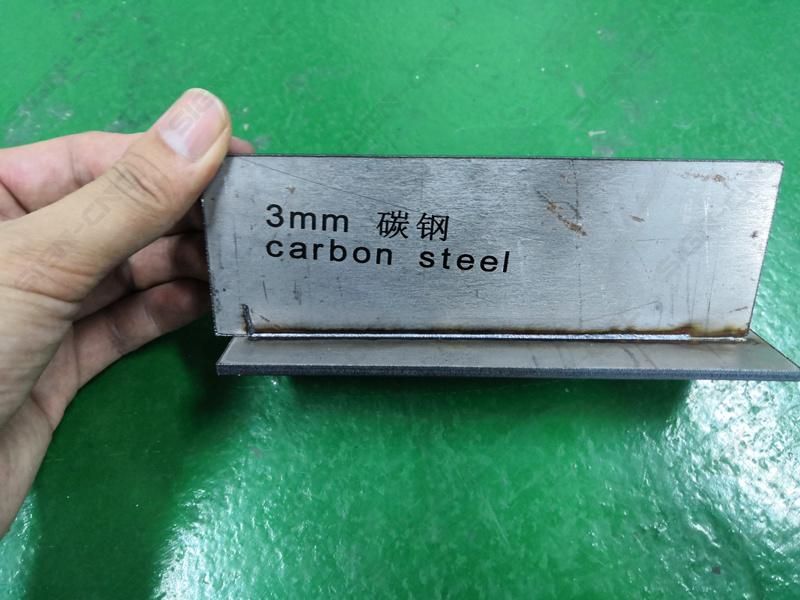 3mm 碳钢
carbon steel